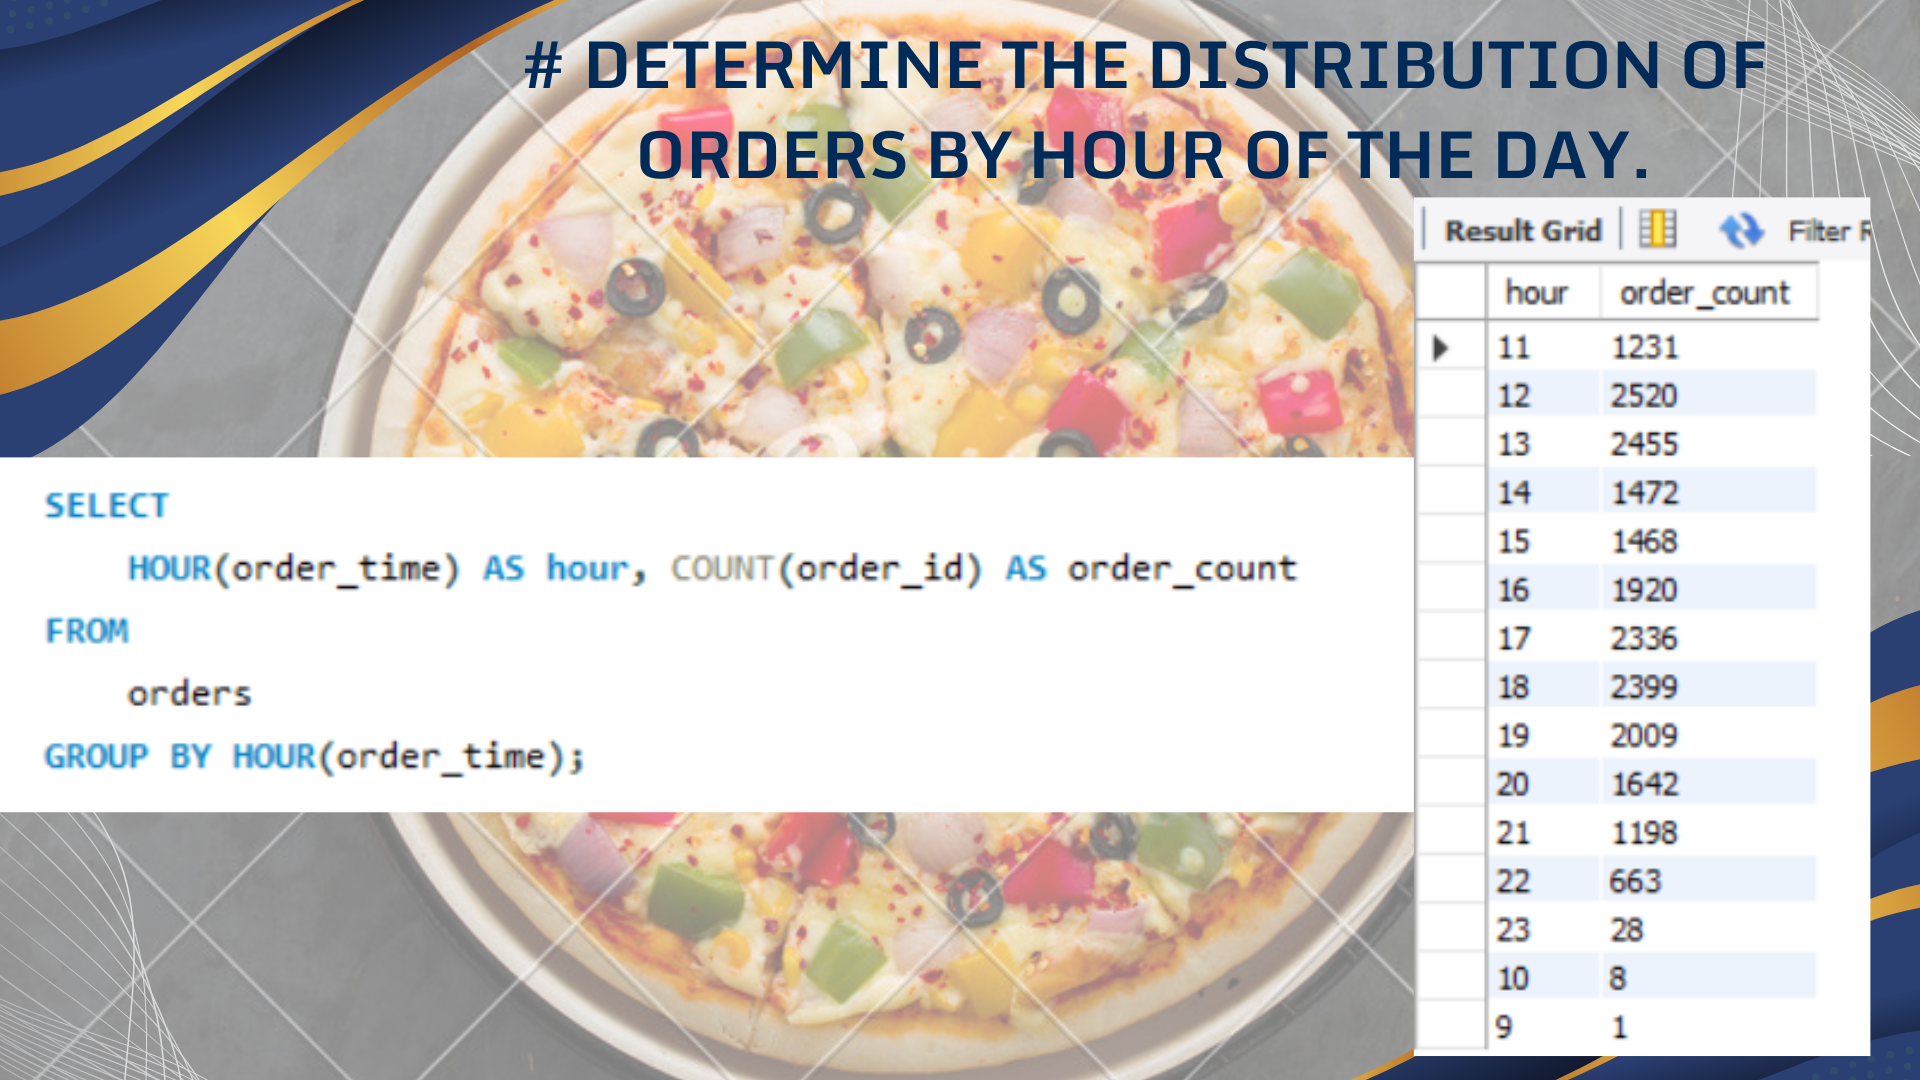 # DETERMINE THE DISTRIBUTION OF
ORDERS BY HOUR OF THE DAY.
SELECT
HOUR(order_time) AS hour, COUNT(order_id) AS order_count
FROM
orders
GROUP BY HOUR(order_time);
Result Grid Filter R
hour order_count
11 1231
12 2520
13 2455
14 1472
15 1468
16 1920
17 2336
18 2399
19 2009
20 1642
21 1198
22 663
23 28
10 8
9 1